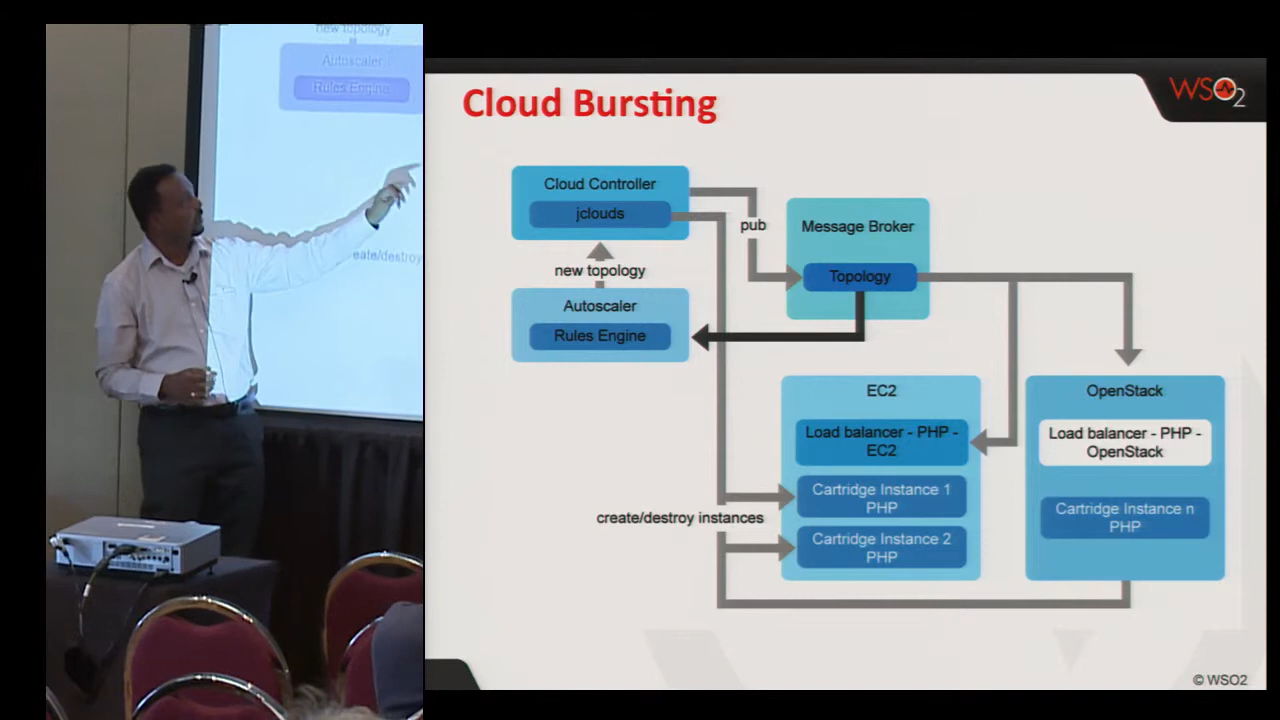 new topology
Autoscaler
Rules Engine
eate/destroy
Cloud Bursting
WSO2
Cloud Controller
jclouds
pub
Message Broker
Topology
new topology
Autoscaler
Rules Engine
EC2
Load balancer - PHP -
EC2
Cartridge Instance 1
PHP
Cartridge Instance 2
PHP
create/destroy instances
OpenStack
Load balancer - PHP -
OpenStack
Cartridge Instance n
PHP
© WSO2